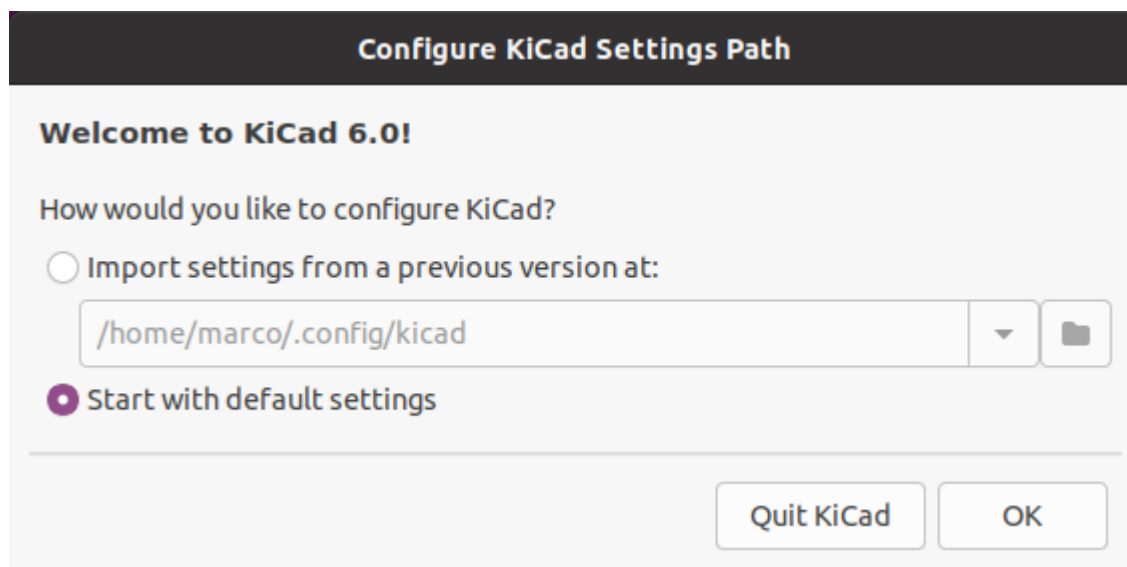 Configure KiCad Settings Path
Welcome to KiCad 6.0!
How would you like to configure KiCad?
Import settings from a previous version at:
/home/marco/.config/kicad
Start with default settings
Quit KiCad OK